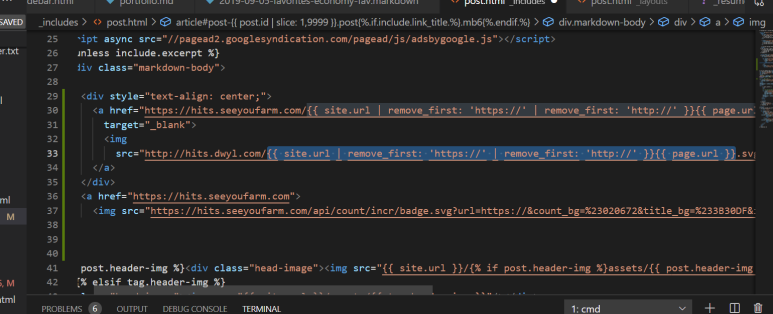 debar.html portfolio.md 2019-09-05-favorites-economy-fav.markdown post.html ..\_includes post.html ..\_layouts
SAVED _includes > post.html > article#post-{{ post.id | slice: 1,9999 }}.post{%.if.include.link_title.%}.mb6{%.endif.%} > div.markdown-body > div > a > img
er.txt
25 ript async src="//pagead2.googlesyndication.com/pagead/js/adsbygoogle.js"></script>
26 unless include.excerpt %}
27 div class="markdown-body">
28
29 <div style="text-align: center;">
30 <a href="https://hits.seeyoufarm.com/{{ site.url | remove_first: 'https://' | remove_first: 'http://' }}{{ page.url
31 target="_blank">
32 <img
33 src="http://hits.dwyl.com/{{ site.url | remove_first: 'https://' | remove_first: 'http://' }}{{ page.url }}.sv
34 </a>
35 </div>
36 <a href="https://hits.seeyoufarm.com">
37 <img src="https://hits.seeyoufarm.com/api/count/incr/badge.svg?url=https://&count_bg=%23020672&title_bg=%233B30DF&
38
39
40
41 post.header-img %}<div class="head-image"><img src="{{ site.url }}/{% if post.header-img %}assets/{{ post.header-img
42 {% elsif tag.header-img %}
ml
M
M
html
PROBLEMS 6 OUTPUT DEBUG CONSOLE TERMINAL 1: cmd